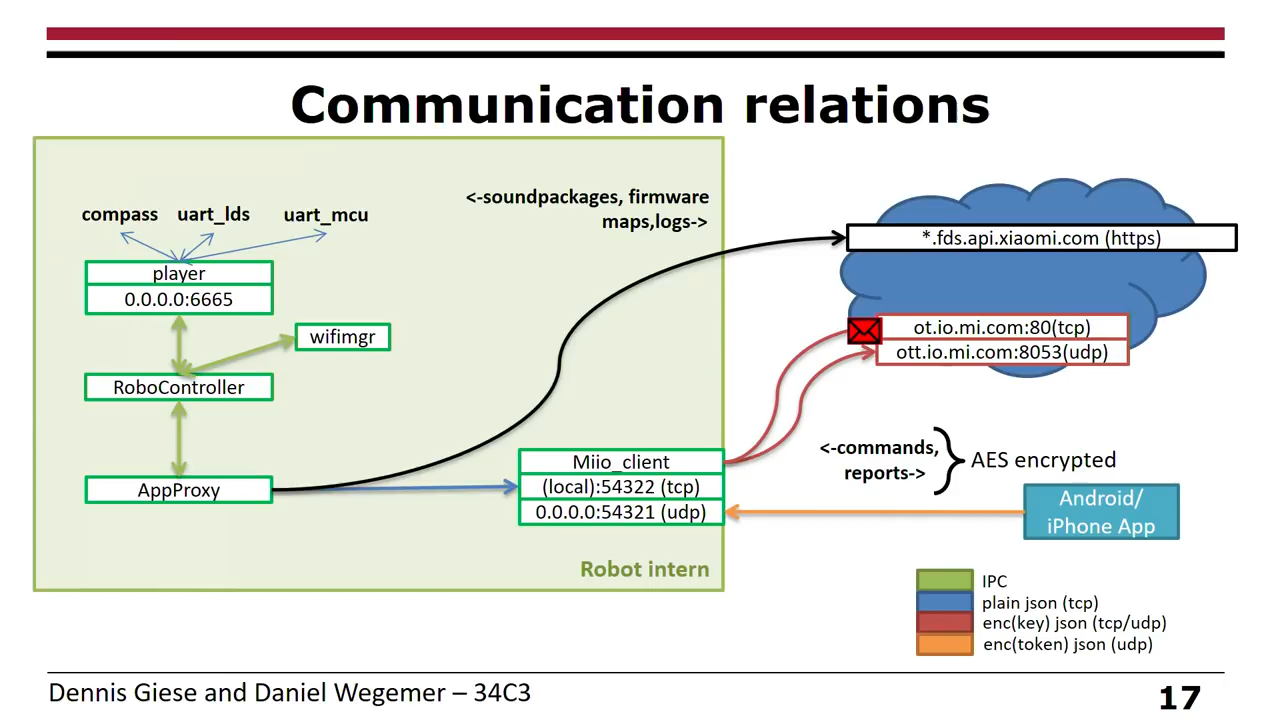 Communication relations
<-soundpackages, firmware
maps,logs->
compass uart_lds uart_mcu
*.fds.api.xiaomi.com (https)
player
0.0.0.0:6665
wifimgr
ot.io.mi.com:80(tcp)
ott.io.mi.com:8053(udp)
RoboController
<-commands,
reports->
AES encrypted
Miio_client
(local):54322 (tcp)
0.0.0.0:54321 (udp)
AppProxy
Android/
iPhone App
Robot intern
IPC
plain json (tcp)
enc(key) json (tcp/udp)
enc(token) json (udp)
Dennis Giese and Daniel Wegemer – 34C3
17